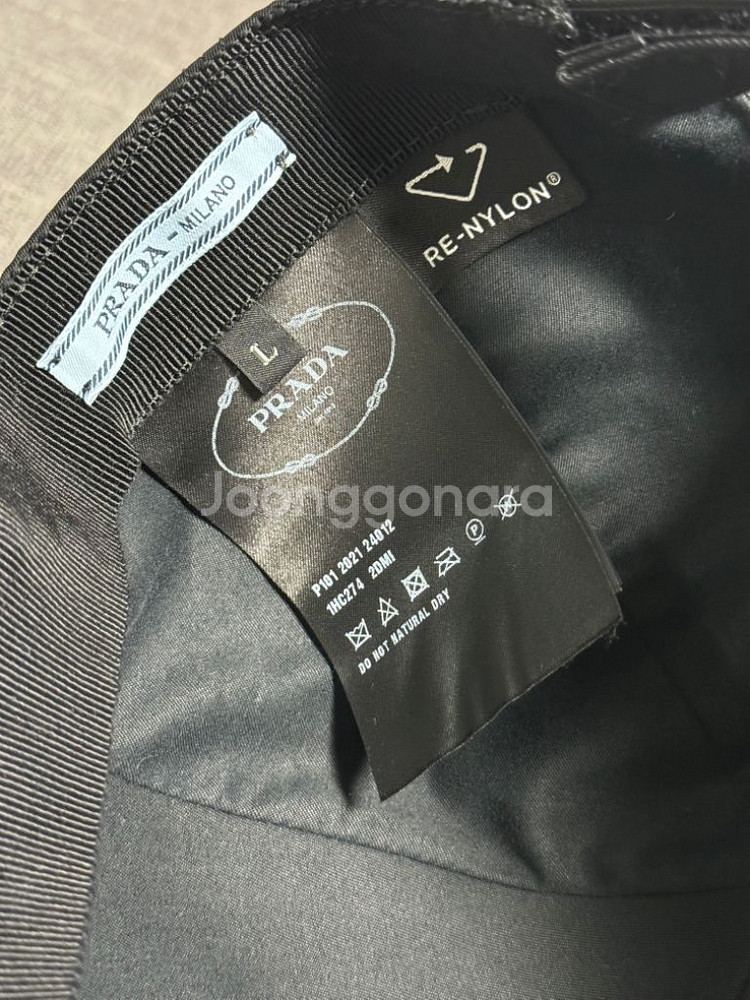 PRADA - MILANO
RE-NYLON®
L
PRADA
MILANO
Joonggonara
P101 2021 24012
1HC274 2DMI
P
DO NOT NATURAL DRY